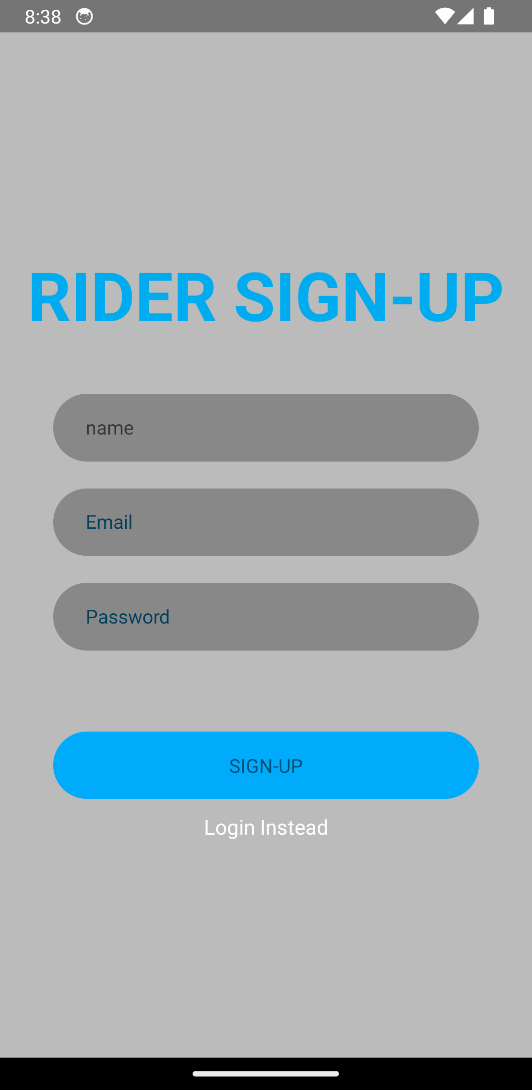 8:38
RIDER SIGN-UP
name
Email
Password
SIGN-UP
Login Instead